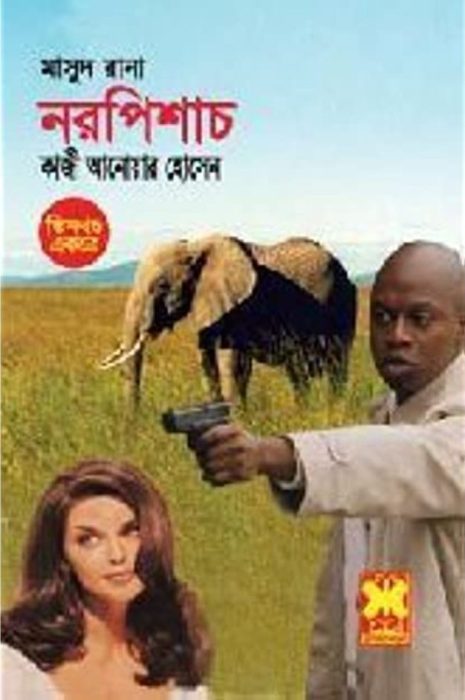 মাসুদ রানা
নরপিশাচ
কাজী আনোয়ার হোসেন
তিনখণ্ড
একত্রে